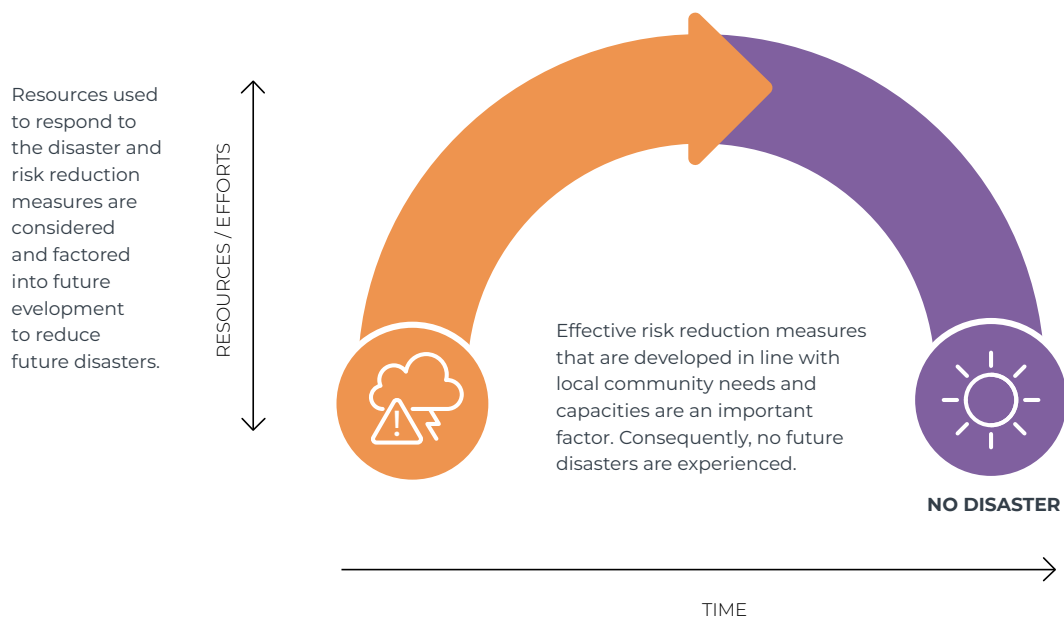 Resources used
to respond to
the disaster and
risk reduction
measures are
considered
and factored
into future
evelopment
to reduce
future disasters.
RESOURCES / EFFORTS
Effective risk reduction measures
that are developed in line with
local community needs and
capacities are an important
factor. Consequently, no future
disasters are experienced.
NO DISASTER
TIME